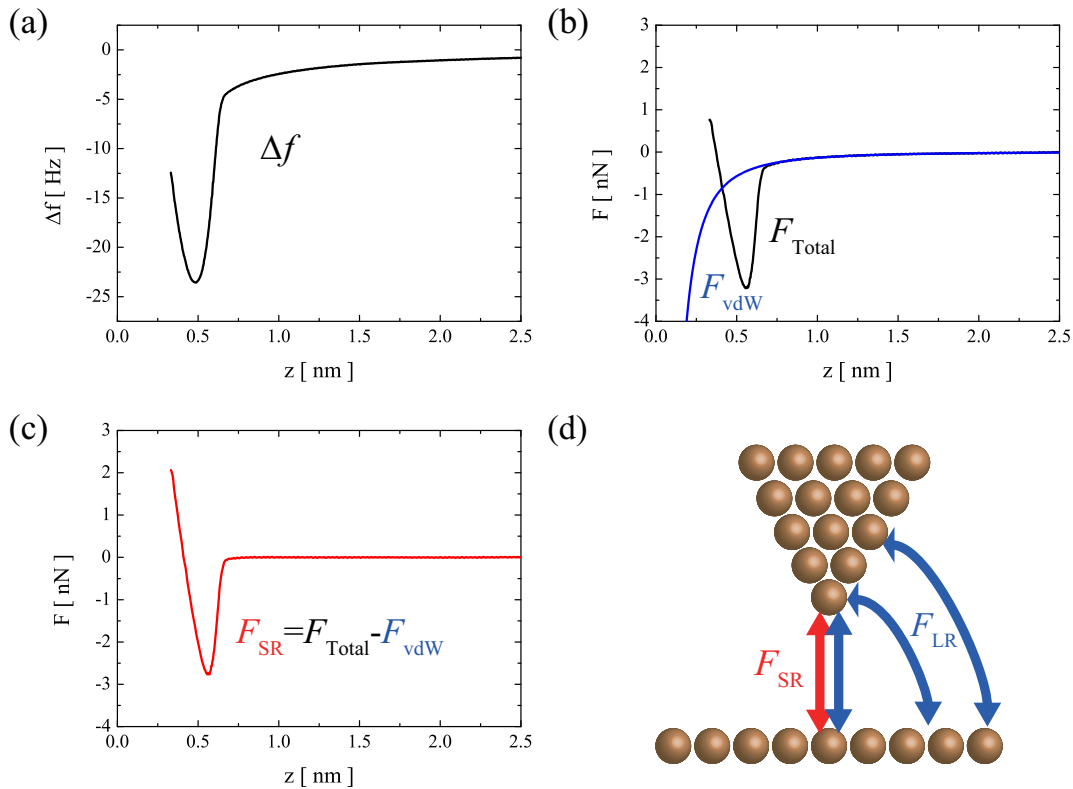 (a)
0
-5
-10
-15
-20
-25
Δf [ Hz]
Δf
0.0 0.5 1.0 1.5 2.0 2.5
z [ nm ]
(b)
3
2
1
0
-1
-2
-3
-4
F [ nN]
F_Total
F_vdW
0.0 0.5 1.0 1.5 2.0 2.5
z [ nm ]
(c)
3
2
1
0
-1
-2
-3
-4
F [ nN]
F_SR=F_Total-F_vdW
0.0 0.5 1.0 1.5 2.0 2.5
z [ nm ]
(d)
F_LR
F_SR